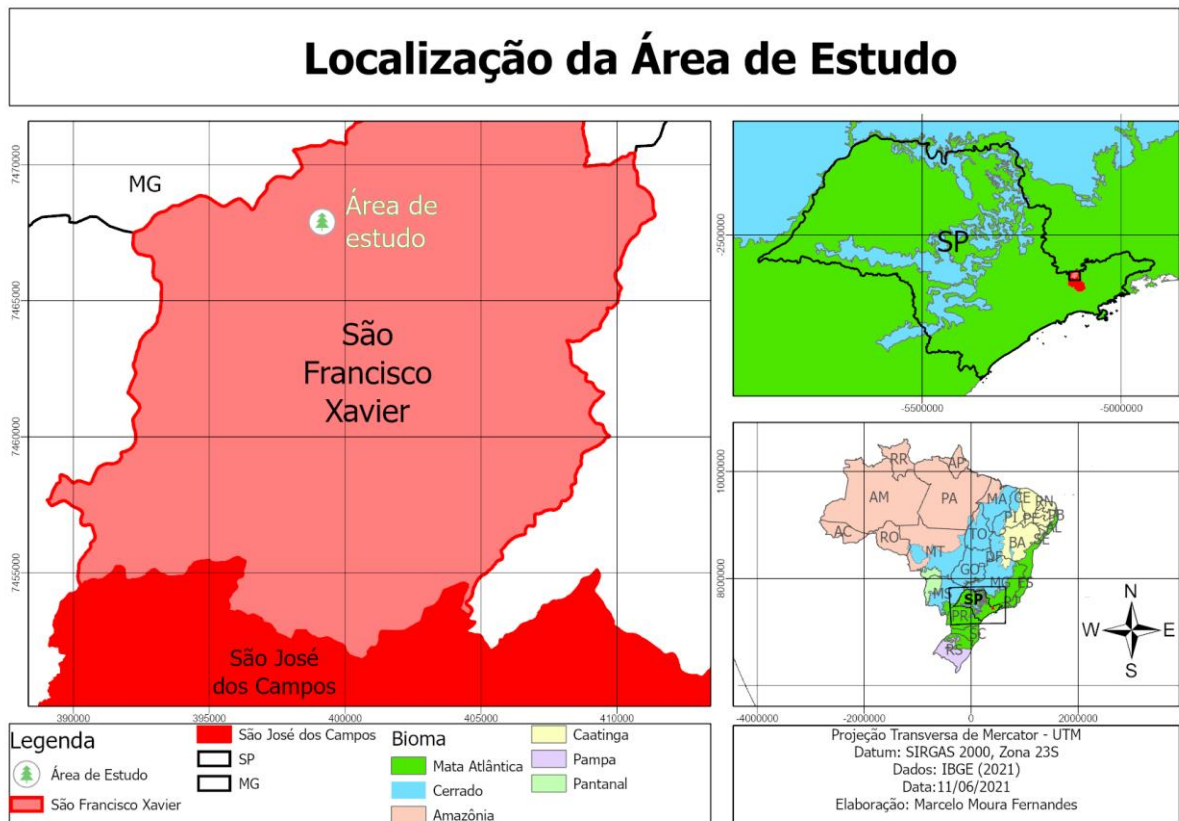 Localização da Área de Estudo
MG
Área de
estudo
São
Francisco
Xavier
São José
dos Campos
7470000
7465000
7460000
7455000
390000
395000
400000
405000
410000
SP
-2500000
-5500000
-5000000
RR
AP
AM
PA
MA
CE
RN
PB
PI
PE
AL
SE
AC
RO
TO
BA
MT
DF
GO
MG
ES
MS
SP
RJ
PR
SC
RS
10000000
8000000
-4000000
-2000000
0
2000000
N
W
E
S
Legenda
Área de Estudo
São Francisco Xavier
São José dos Campos
SP
MG
Bioma
Mata Atlântica
Cerrado
Amazônia
Caatinga
Pampa
Pantanal
Projeção Transversa de Mercator - UTM
Datum: SIRGAS 2000, Zona 23S
Dados: IBGE (2021)
Data:11/06/2021
Elaboração: Marcelo Moura Fernandes